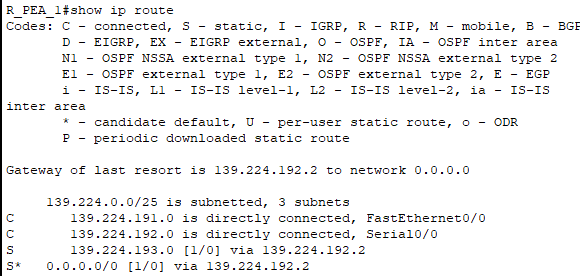 R_PEA_1#show ip route
Codes: C - connected, S - static, I - IGRP, R - RIP, M - mobile, B - BGP
       D - EIGRP, EX - EIGRP external, O - OSPF, IA - OSPF inter area
       N1 - OSPF NSSA external type 1, N2 - OSPF NSSA external type 2
       E1 - OSPF external type 1, E2 - OSPF external type 2, E - EGP
       i - IS-IS, L1 - IS-IS level-1, L2 - IS-IS level-2, ia - IS-IS
inter area
       * - candidate default, U - per-user static route, o - ODR
       P - periodic downloaded static route
Gateway of last resort is 139.224.192.2 to network 0.0.0.0
     139.224.0.0/25 is subnetted, 3 subnets
C       139.224.191.0 is directly connected, FastEthernet0/0
C       139.224.192.0 is directly connected, Serial0/0
S       139.224.193.0 [1/0] via 139.224.192.2
S*   0.0.0.0/0 [1/0] via 139.224.192.2